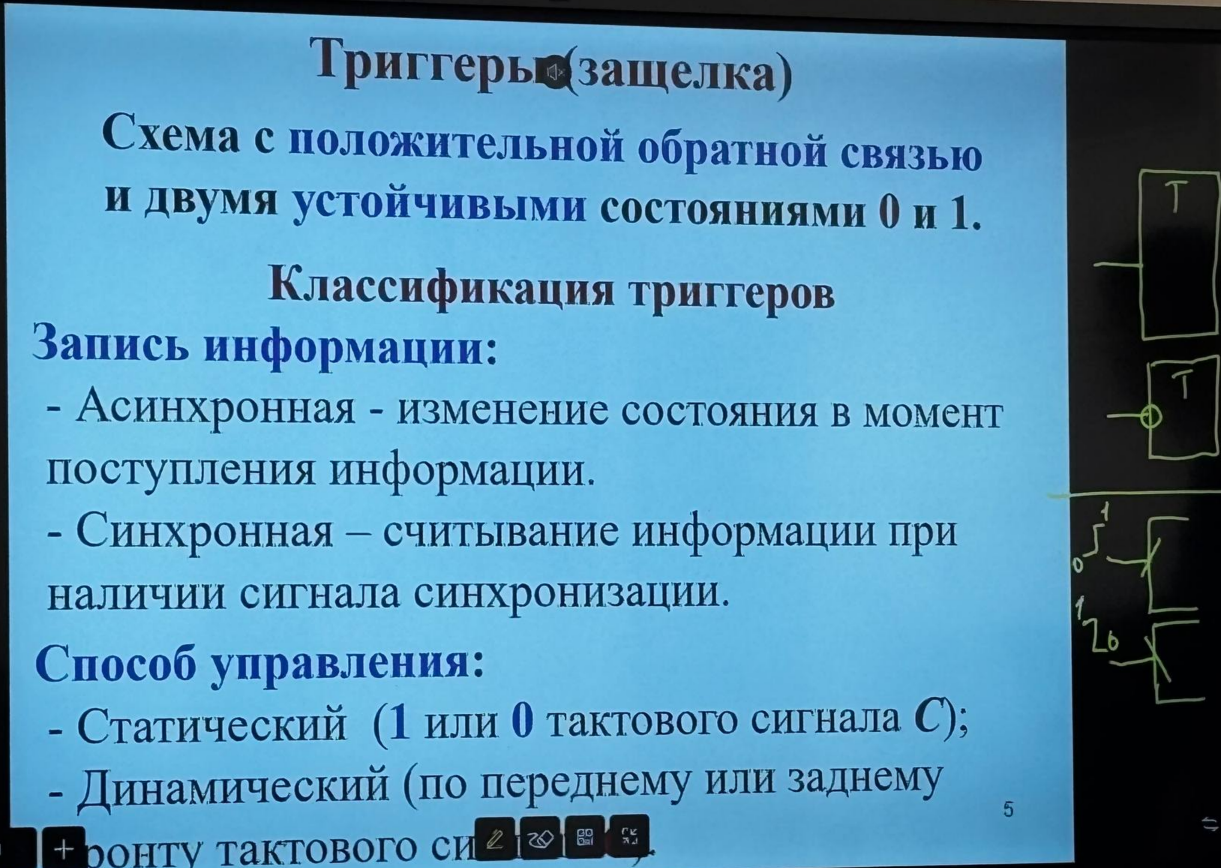 Триггеры (защелка)
Схема с положительной обратной связью
и двумя устойчивыми состояниями 0 и 1.
Классификация триггеров
Запись информации:
- Асинхронная - изменение состояния в момент
поступления информации.
- Синхронная – считывание информации при
наличии сигнала синхронизации.
Способ управления:
- Статический (1 или 0 тактового сигнала С);
- Динамический (по переднему или заднему
ронту тактового си
5
T
T
1
0
1
0